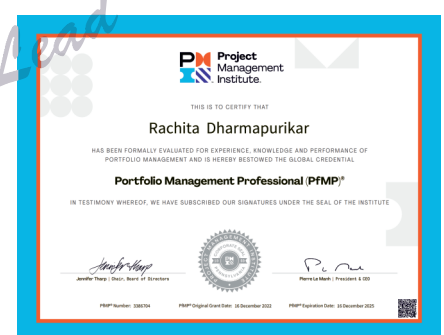 Lead
Project
Management
Institute.
THIS IS TO CERTIFY THAT
Rachita Dharmapurikar
HAS BEEN FORMALLY EVALUATED FOR EXPERIENCE, KNOWLEDGE AND PERFORMANCE OF
PORTFOLIO MANAGEMENT AND IS HEREBY BESTOWED THE GLOBAL CREDENTIAL
Portfolio Management Professional (PfMP)®
IN TESTIMONY WHEREOF, WE HAVE SUBSCRIBED OUR SIGNATURES UNDER THE SEAL OF THE INSTITUTE
Jennifer Tharp | Chair, Board of Directors
Pierre Le Manh | President & CEO
PfMP® Number: 3388704
PfMP® Original Grant Date: 16 December 2022
PfMP® Expiration Date: 16 December 2025